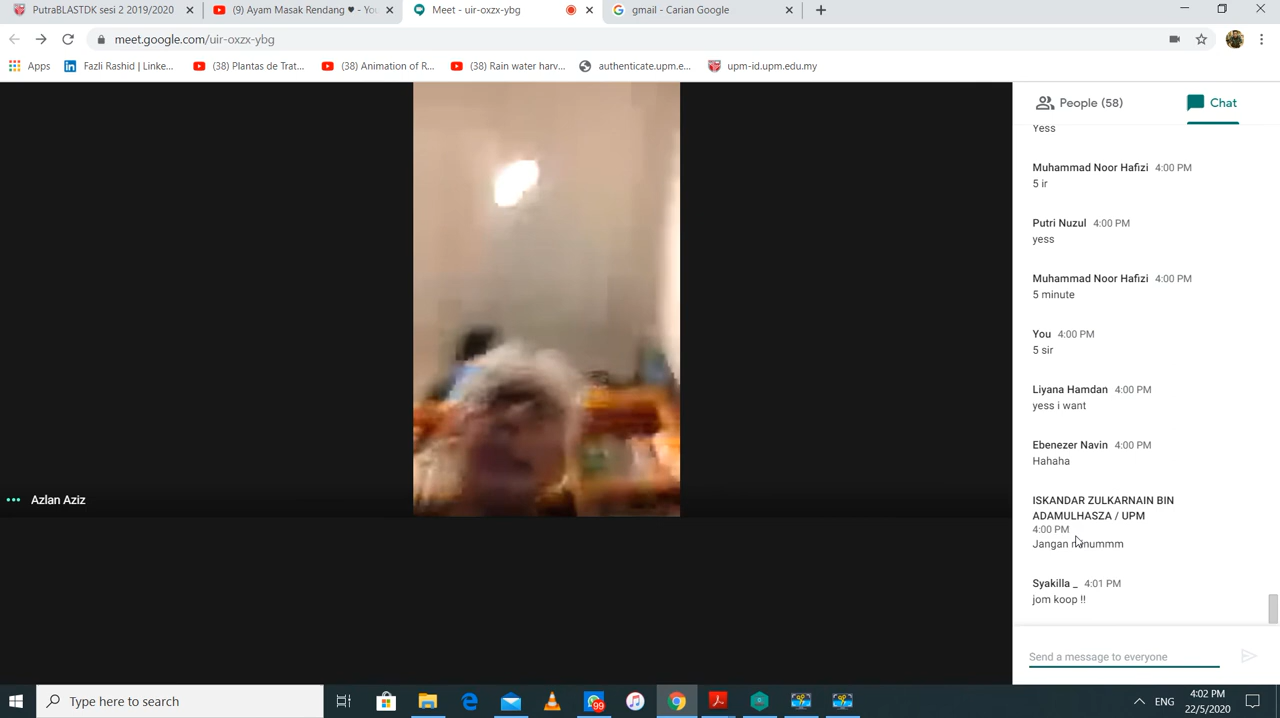 PutraBLASTDK sesi 2 2019/2020
(9) Ayam Masak Rendang ♥ - You
Meet - uir-oxzx-ybg
gmail - Carian Google
meet.google.com/uir-oxzx-ybg
Apps
Fazli Rashid | Linke...
(38) Plantas de Trat...
(38) Animation of R...
(38) Rain water harv...
authenticate.upm.e...
upm-id.upm.edu.my
People (58)
Chat
Yess
Muhammad Noor Hafizi 4:00 PM
5 ir
Putri Nuzul 4:00 PM
yess
Muhammad Noor Hafizi 4:00 PM
5 minute
You 4:00 PM
5 sir
Liyana Hamdan 4:00 PM
yess i want
Ebenezer Navin 4:00 PM
Hahaha
ISKANDAR ZULKARNAIN BIN
ADAMULHASZA / UPM
4:00 PM
Jangan
Syakilla _ 4:01 PM
jom koop !!
Azlan Aziz
Send a message to everyone
Type here to search
99
ENG
4:02 PM
22/5/2020